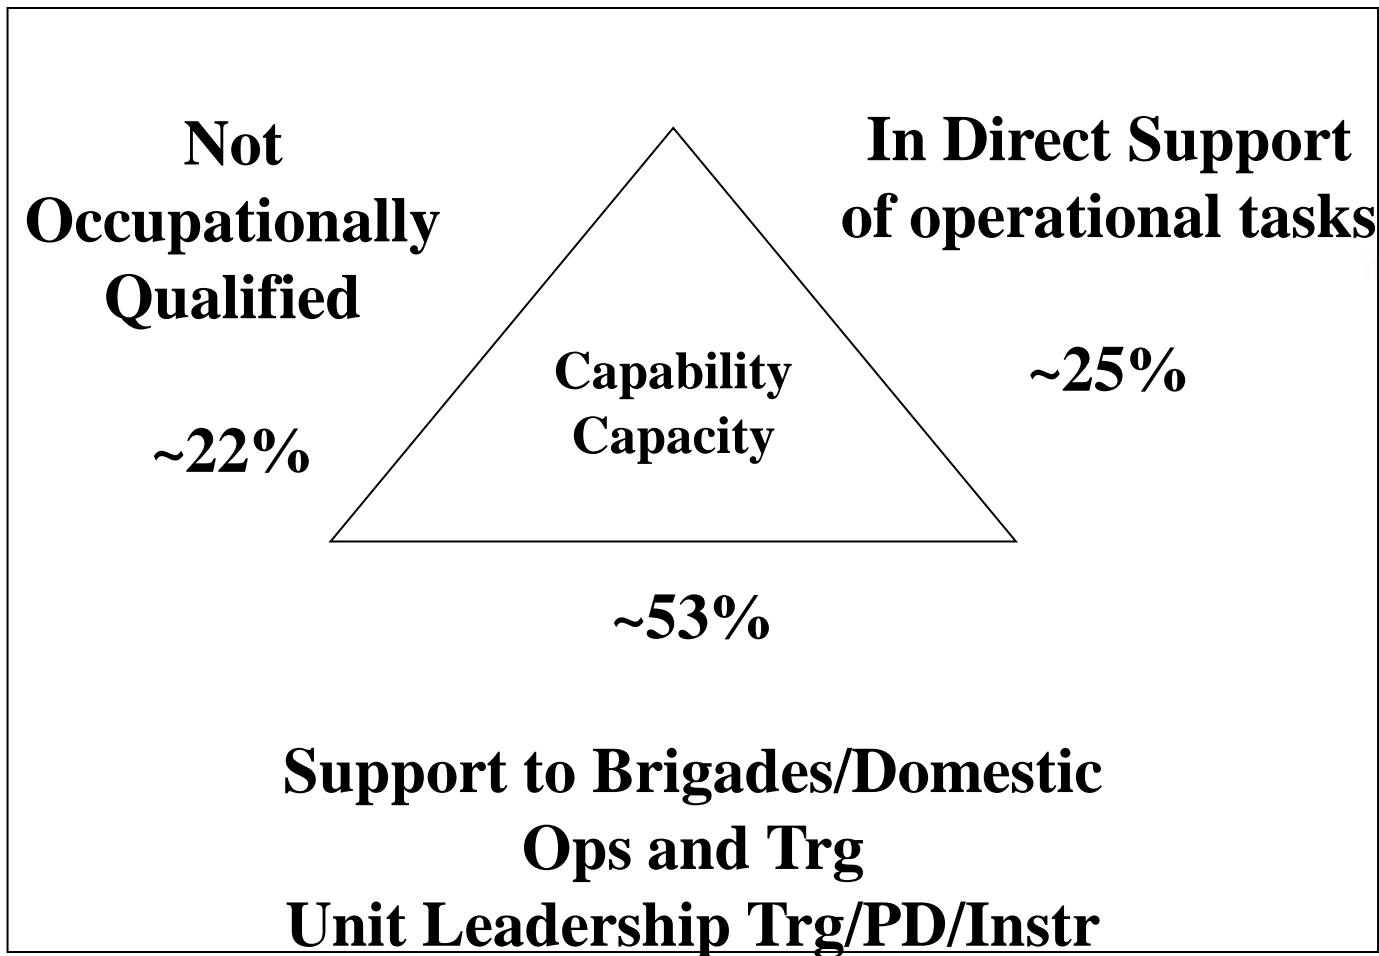 Not
Occupationally
Qualified
~22%
In Direct Support
of operational tasks
~25%
Capability
Capacity
~53%
Support to Brigades/Domestic
Ops and Trg
Unit Leadership Trg/PD/Instr